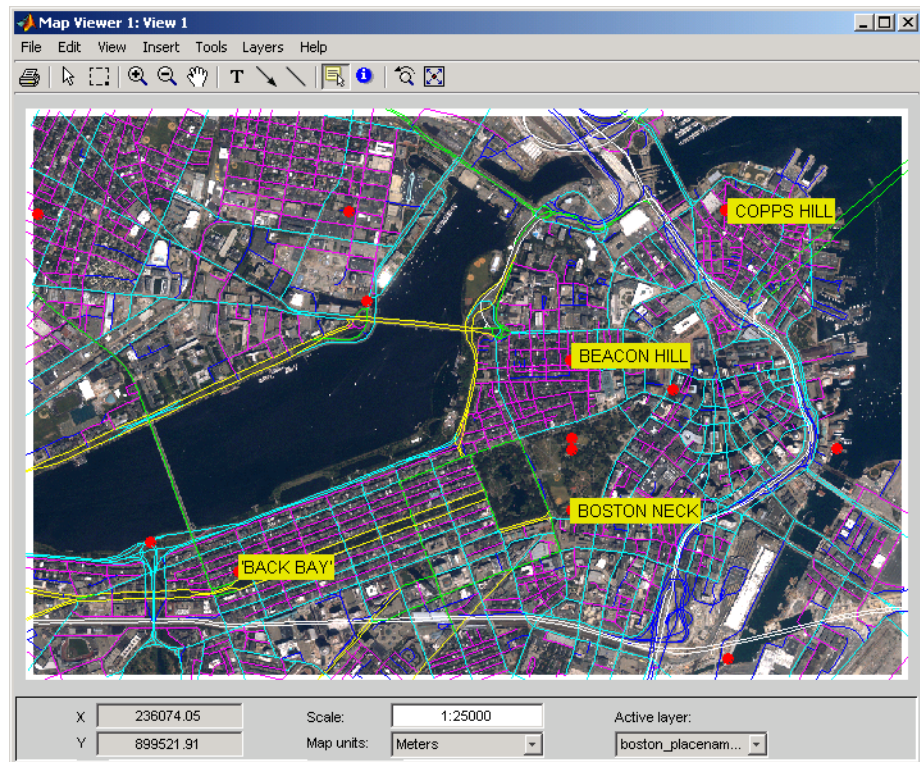 Map Viewer 1: View 1
File Edit View Insert Tools Layers Help
T
COPPS HILL
BEACON HILL
BOSTON NECK
'BACK BAY'
X 236074.05 Scale: 1:25000 Active layer:
Y 899521.91 Map units: Meters boston_placenam...